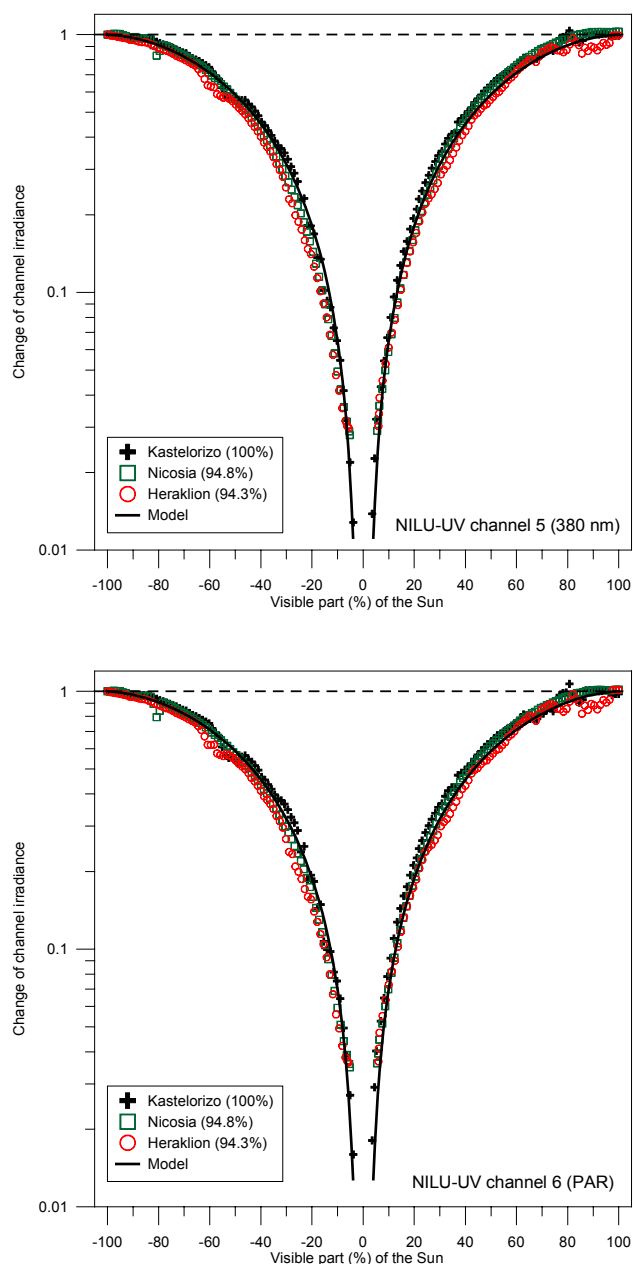 1
0.1
0.01
Change of channel irradiance
Kastelorizo (100%)
Nicosia (94.8%)
Heraklion (94.3%)
Model
NILU-UV channel 5 (380 nm)
-100 -80 -60 -40 -20 0 20 40 60 80 100
Visible part (%) of the Sun
1
0.1
0.01
Change of channel irradiance
Kastelorizo (100%)
Nicosia (94.8%)
Heraklion (94.3%)
Model
NILU-UV channel 6 (PAR)
-100 -80 -60 -40 -20 0 20 40 60 80 100
Visible part (%) of the Sun